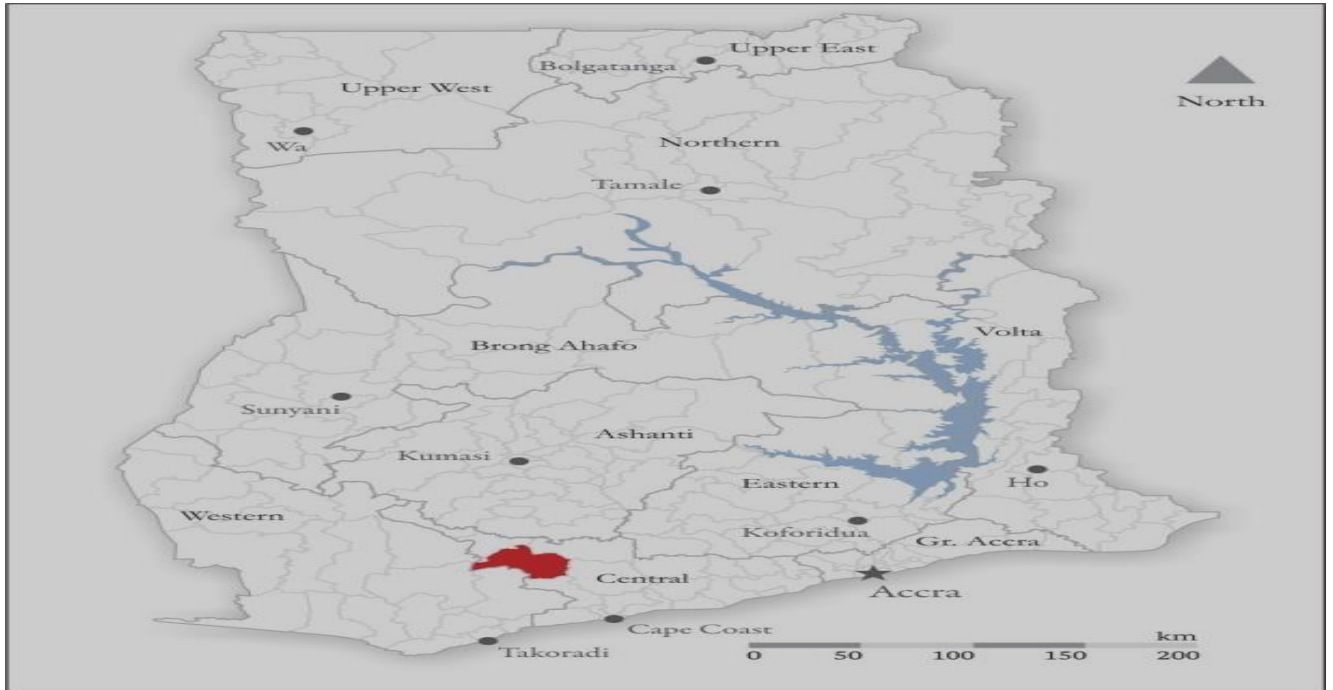 Upper East
Bolgatanga
Upper West
North
Wa
Northern
Tamale
Volta
Brong Ahafo
Sunyani
Ashanti
Kumasi
Eastern
Ho
Western
Koforidua
Gr. Accra
Central
Accra
Cape Coast
Takoradi
km
0 50 100 150 200